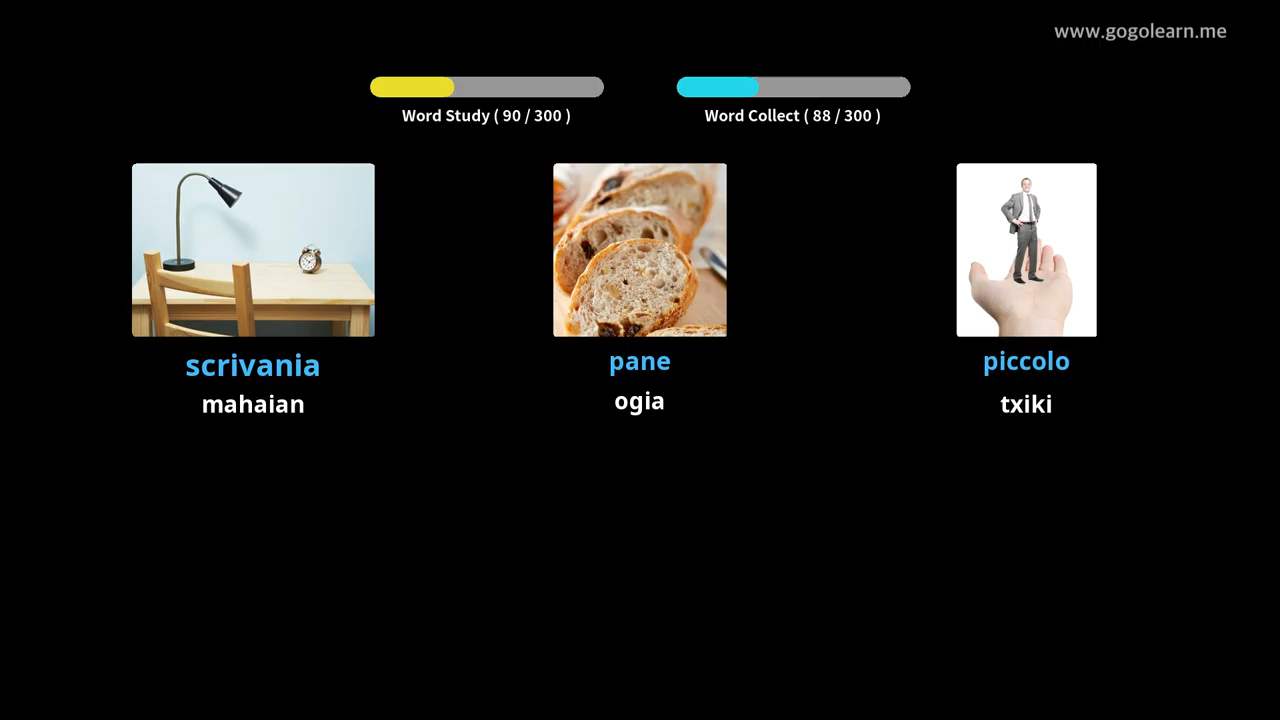 www.gogolearn.me
Word Study ( 90 / 300 )
Word Collect ( 88 / 300 )
scrivania
mahaian
pane
ogia
piccolo
txiki